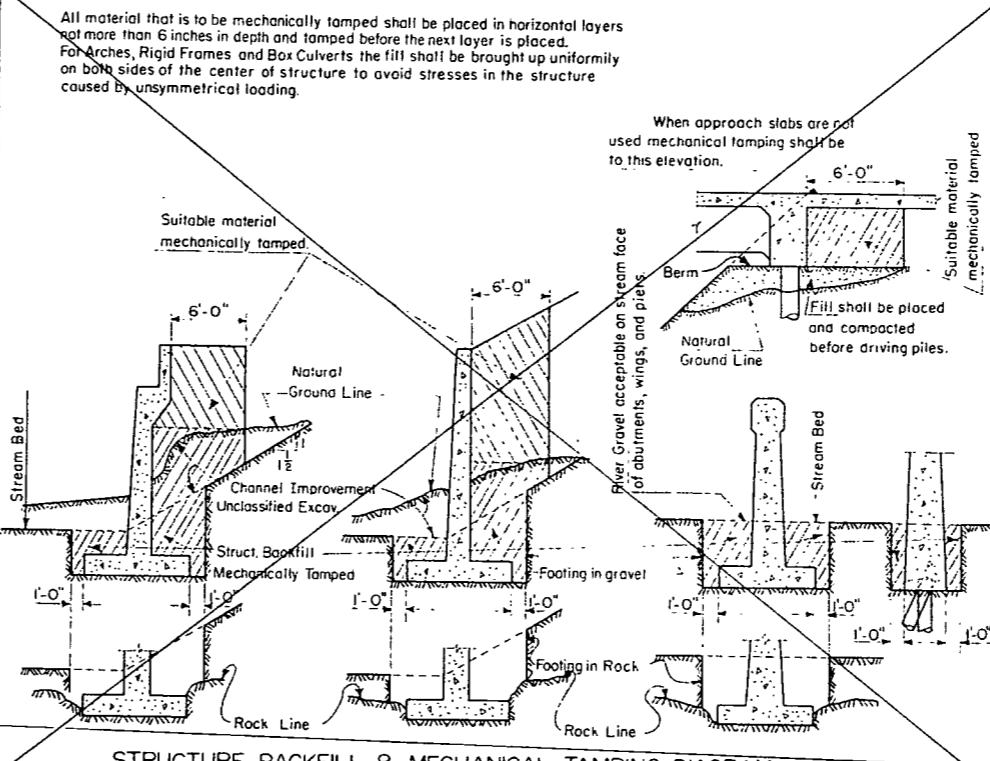 All material that is to be mechanically tamped shall be placed in horizontal layers
not more than 6 inches in depth and tamped before the next layer is placed.
For Arches, Rigid Frames and Box Culverts the fill shall be brought up uniformily
on both sides of the center of structure to avoid stresses in the structure
caused by unsymmetrical loading.
When approach slabs are not
used mechanical tamping shall be
to this elevation.
6'-0"
Suitable material
mechanically tamped
Berm
Fill shall be placed
and compacted
before driving piles.
Natural
Ground Line
Suitable material
mechanically tamped.
6'-0"
6'-0"
Natural
Ground Line
1
1 1/2
Stream Bed
Channel Improvement
Unclassified Excav.
Struct. Backfill
Mechanically Tamped
River Gravel acceptable on stream face
of abutments, wings, and piers.
Stream Bed
Footing in gravel
1'-0"
1'-0"
1'-0"
1'-0"
1'-0"
1'-0"
1'-0"
1'-0"
Footing in Rock
Rock Line
Rock Line
STRUCTURE BACKFILL & MECHANICAL TAMPING DIAGRAM